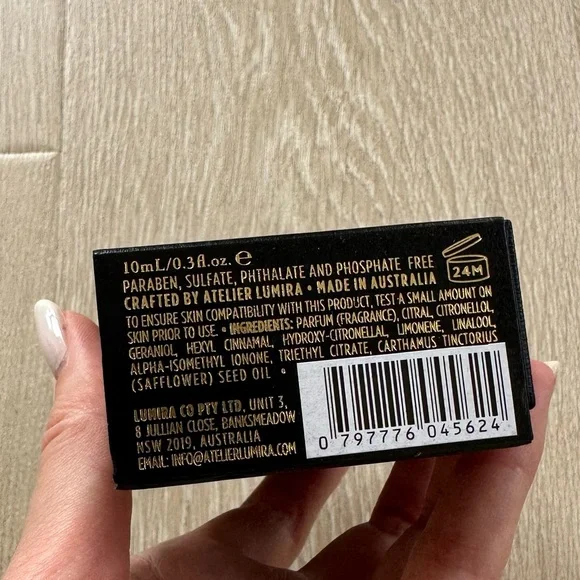 10mL/0.3fl.oz. ℮
PARABEN, SULFATE, PHTHALATE AND PHOSPHATE FREE
CRAFTED BY ATELIER LUMIRA • MADE IN AUSTRALIA
24M
TO ENSURE SKIN COMPATIBILITY WITH THIS PRODUCT, TEST A SMALL AMOUNT ON
SKIN PRIOR TO USE • INGREDIENTS: PARFUM (FRAGRANCE), CITRAL, CITRONELLOL,
GERANIOL, HEXYL CINNAMAL, HYDROXY-CITRONELLAL, LIMONENE, LINALOOL,
ALPHA-ISOMETHYL IONONE, TRIETHYL CITRATE, CARTHAMUS TINCTORIUS
(SAFFLOWER) SEED OIL •
LUMIRA CO PTY LTD, UNIT 3,
8 JULLIAN CLOSE, BANKSMEADOW
NSW 2019, AUSTRALIA
EMAIL: INFO@ATELIERLUMIRA.COM
0 797776 045624